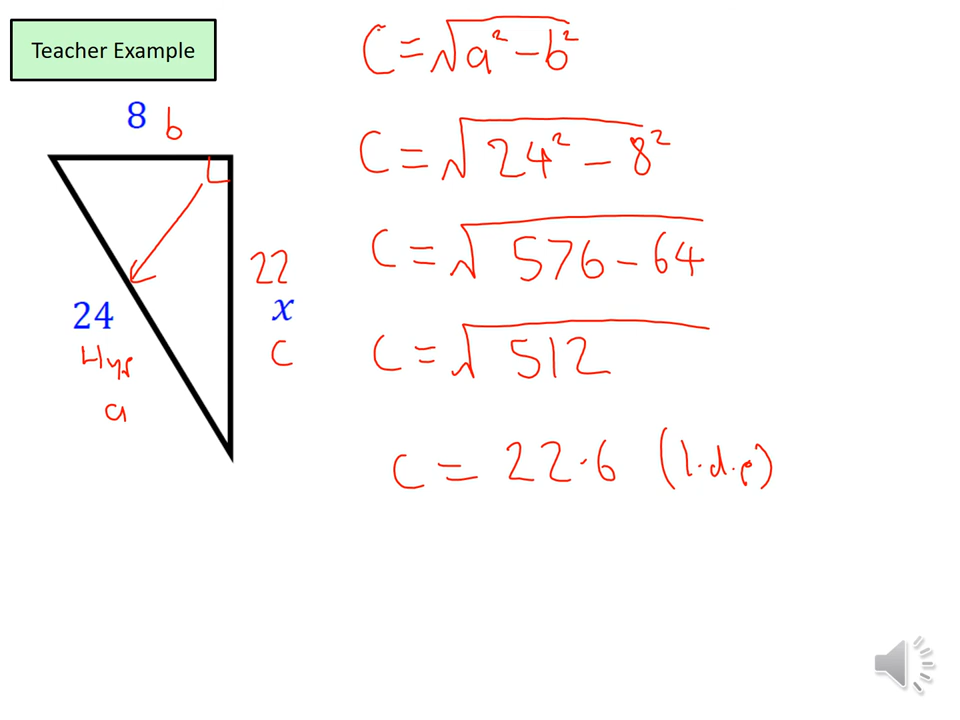 Teacher Example
8 b
24
Hyp
a
22
x
C
C = √a² - b²
C = √24² - 8²
C = √576 - 64
C = √512
C = 22.6 (1.d.p)